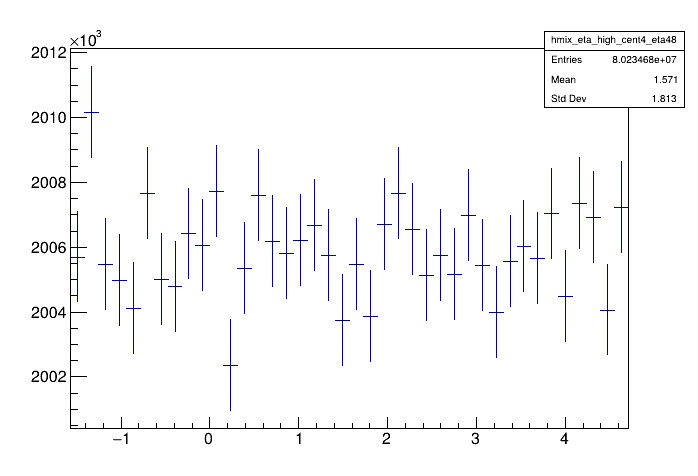 ×10³
hmix_eta_high_cent4_eta48
Entries 8.023468e+07
Mean 1.571
Std Dev 1.813
2012
2010
2008
2006
2004
2002
−1 0 1 2 3 4